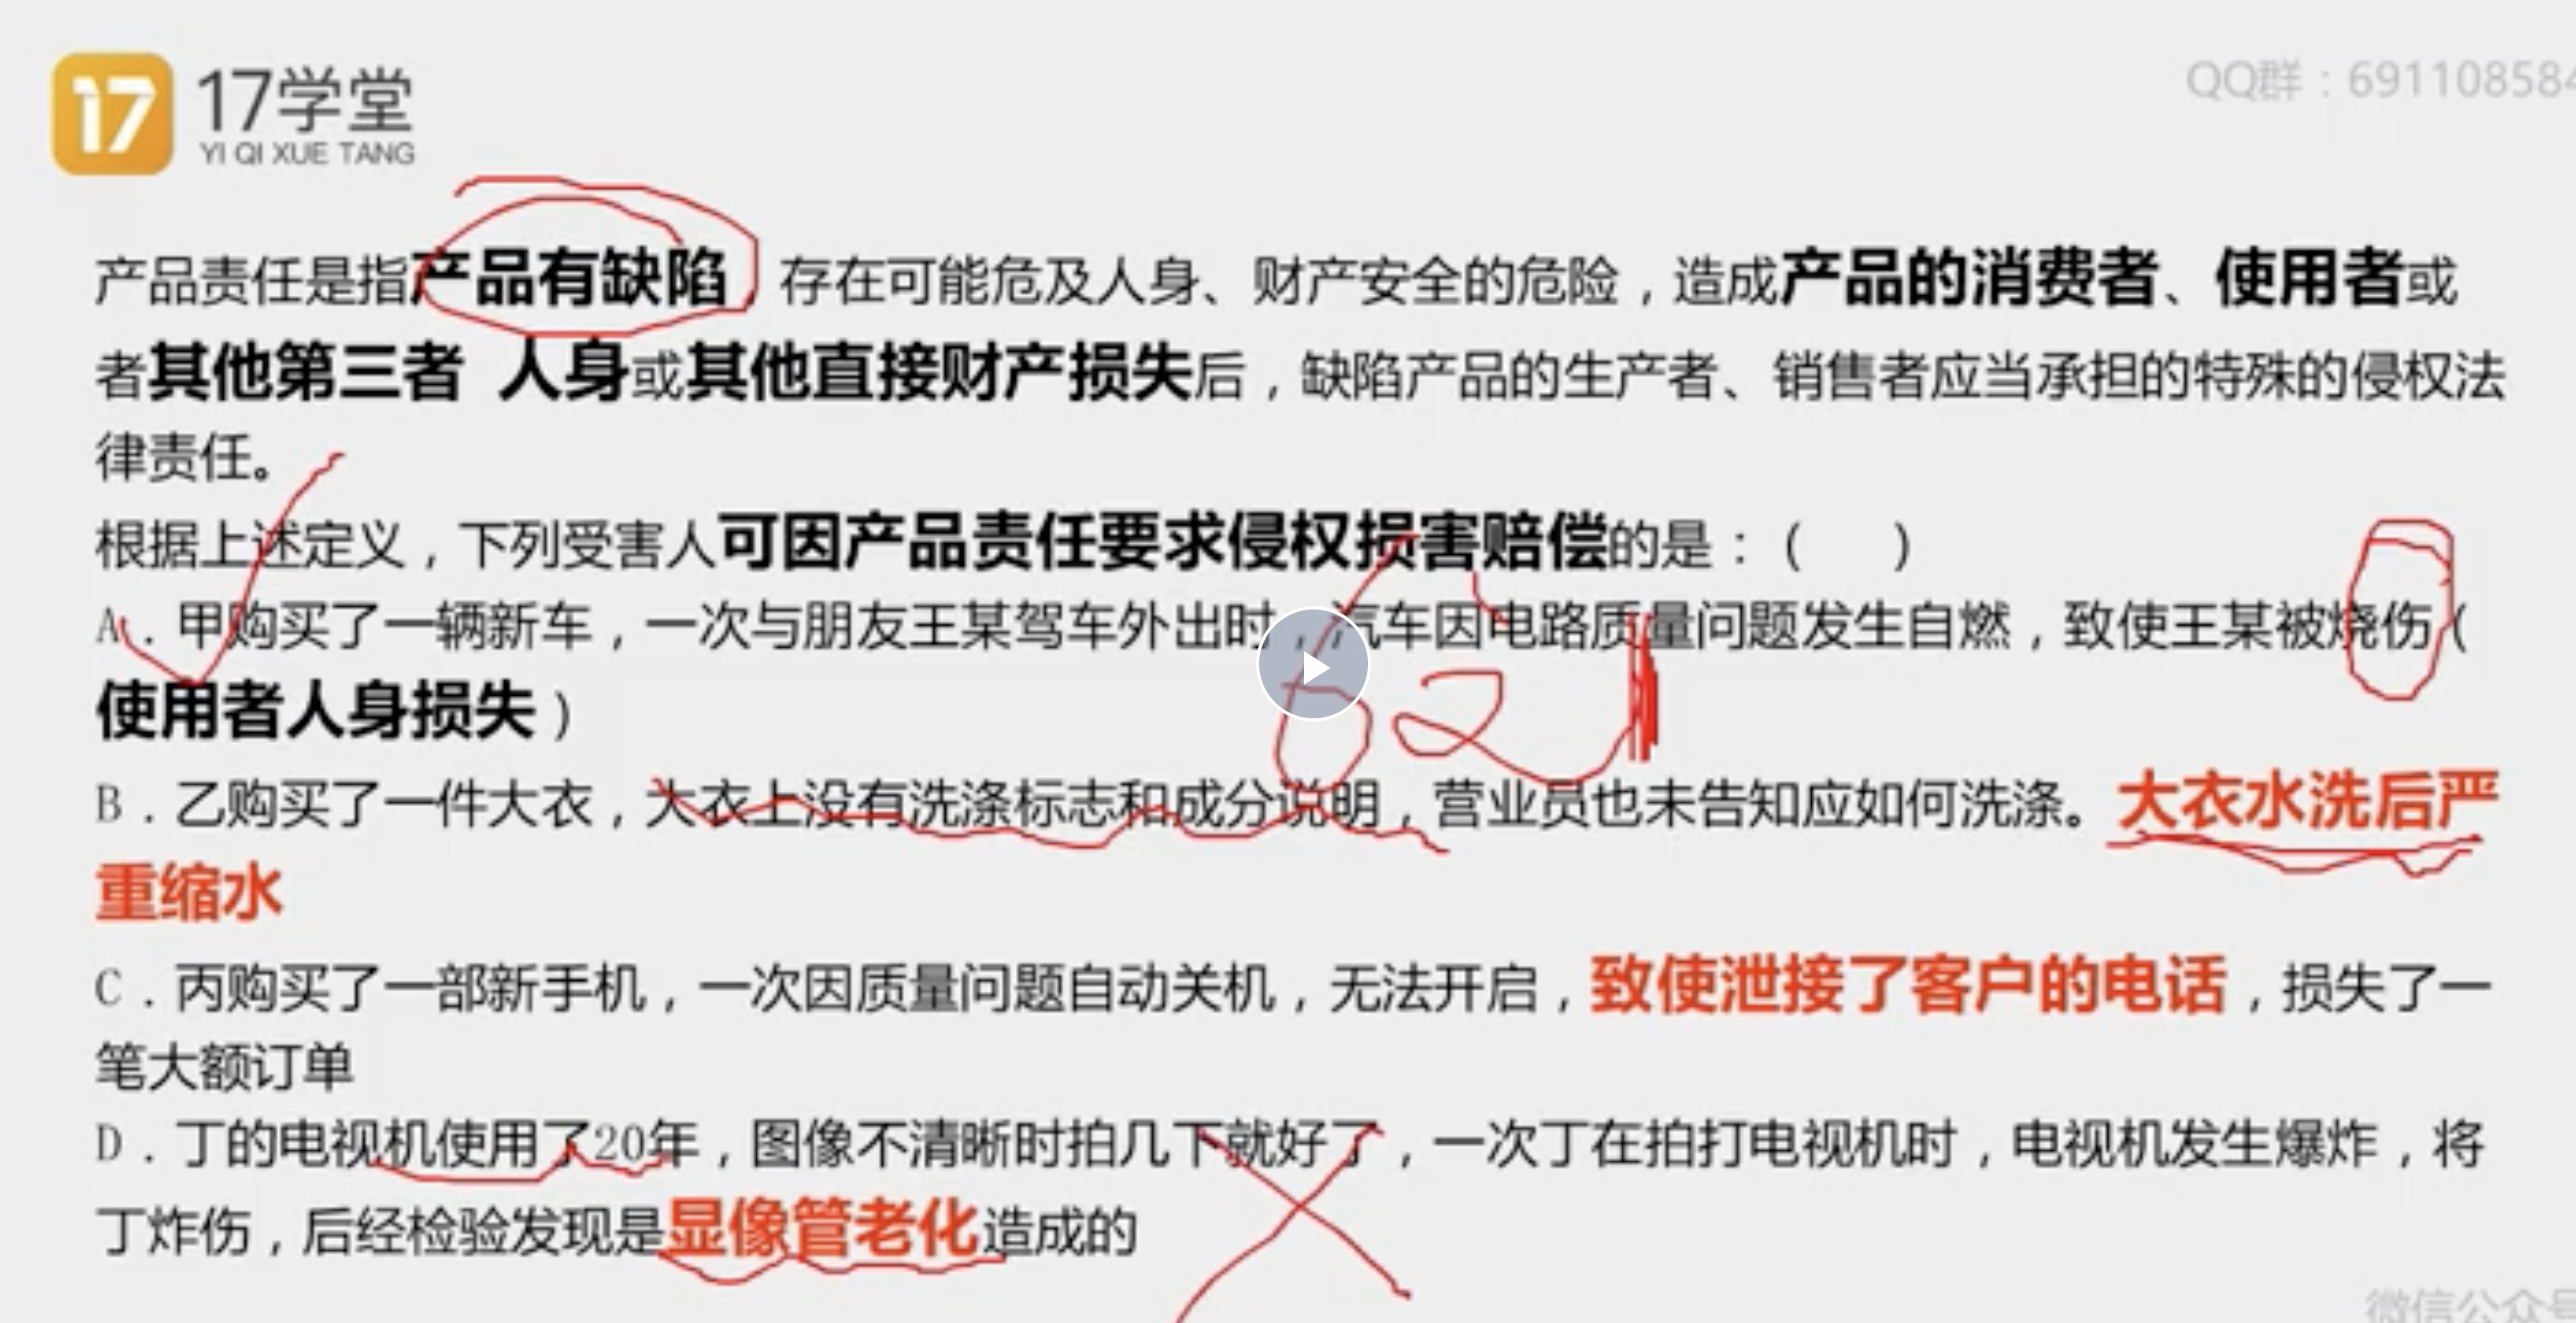 17 17学堂
YI QI XUE TANG
QQ群：691108584
产品责任是指产品有缺陷，存在可能危及人身、财产安全的危险，造成产品的消费者、使用者或
者其他第三者 人身或其他直接财产损失后，缺陷产品的生产者、销售者应当承担的特殊的侵权法
律责任。
根据上述定义，下列受害人可因产品责任要求侵权损害赔偿的是：（ ）
A．甲购买了一辆新车，一次与朋友王某驾车外出时，汽车因电路质量问题发生自燃，致使王某被烧伤（
使用者人身损失）
B．乙购买了一件大衣，大衣上没有洗涤标志和成分说明，营业员也未告知应如何洗涤。大衣水洗后严
重缩水
C．丙购买了一部新手机，一次因质量问题自动关机，无法开启，致使泄接了客户的电话，损失了一
笔大额订单
D．丁的电视机使用了20年，图像不清晰时拍几下就好了，一次丁在拍打电视机时，电视机发生爆炸，将
丁炸伤，后经检验发现是显像管老化造成的
微信公众号